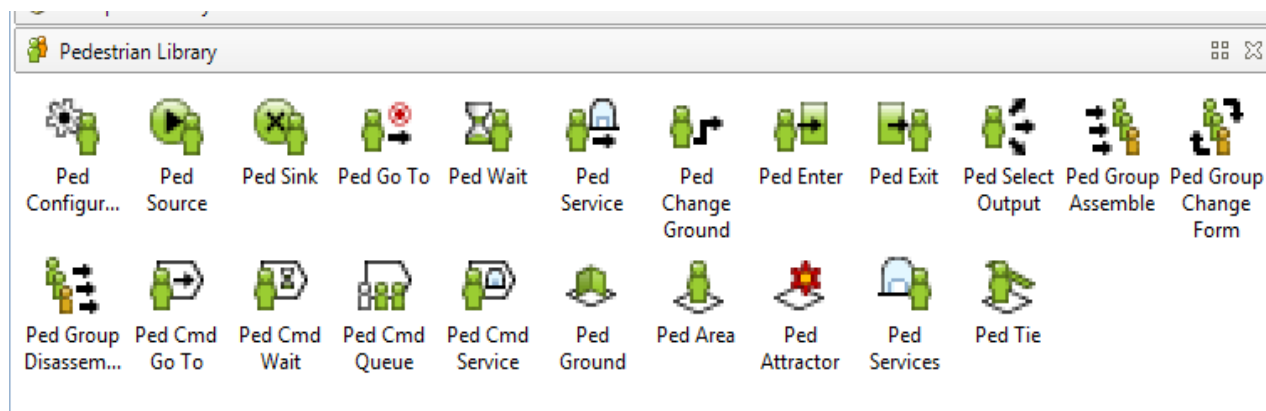 Pedestrian Library
Ped Configur...
Ped Source
Ped Sink
Ped Go To
Ped Wait
Ped Service
Ped Change Ground
Ped Enter
Ped Exit
Ped Select Output
Ped Group Assemble
Ped Group Change Form
Ped Group Disassem...
Ped Cmd Go To
Ped Cmd Wait
Ped Cmd Queue
Ped Cmd Service
Ped Ground
Ped Area
Ped Attractor
Ped Services
Ped Tie